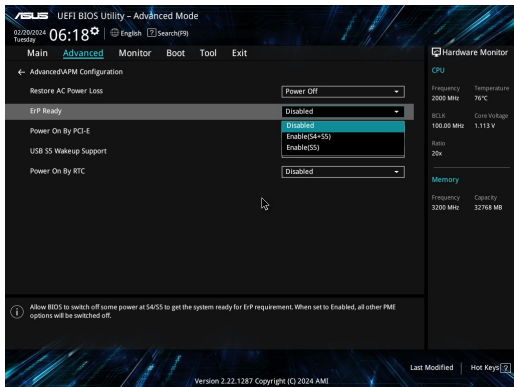 ASUS UEFI BIOS Utility – Advanced Mode
02/20/2024 Tuesday 06:18 English ? Search(F9)
Main Advanced Monitor Boot Tool Exit
Hardware Monitor
← Advanced\APM Configuration
CPU
Restore AC Power Loss Power Off
Frequency Temperature
2000 MHz 76°C
ErP Ready Disabled
BCLK Core Voltage
100.00 MHz 1.113 V
Disabled
Enable(S4+S5)
Enable(S5)
Power On By PCI-E
USB S5 Wakeup Support
Ratio
20x
Power On By RTC Disabled
Memory
Frequency Capacity
3200 MHz 32768 MB
Allow BIOS to switch off some power at S4/S5 to get the system ready for ErP requirement. When set to Enabled, all other PME
options will be switched off.
Last Modified Hot Keys ?
Version 2.22.1287 Copyright (C) 2024 AMI